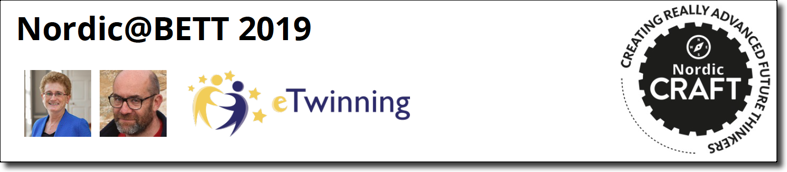 Nordic@BETT 2019
eTwinning
CREATING REALLY ADVANCED FUTURE THINKERS
Nordic
CRAFT